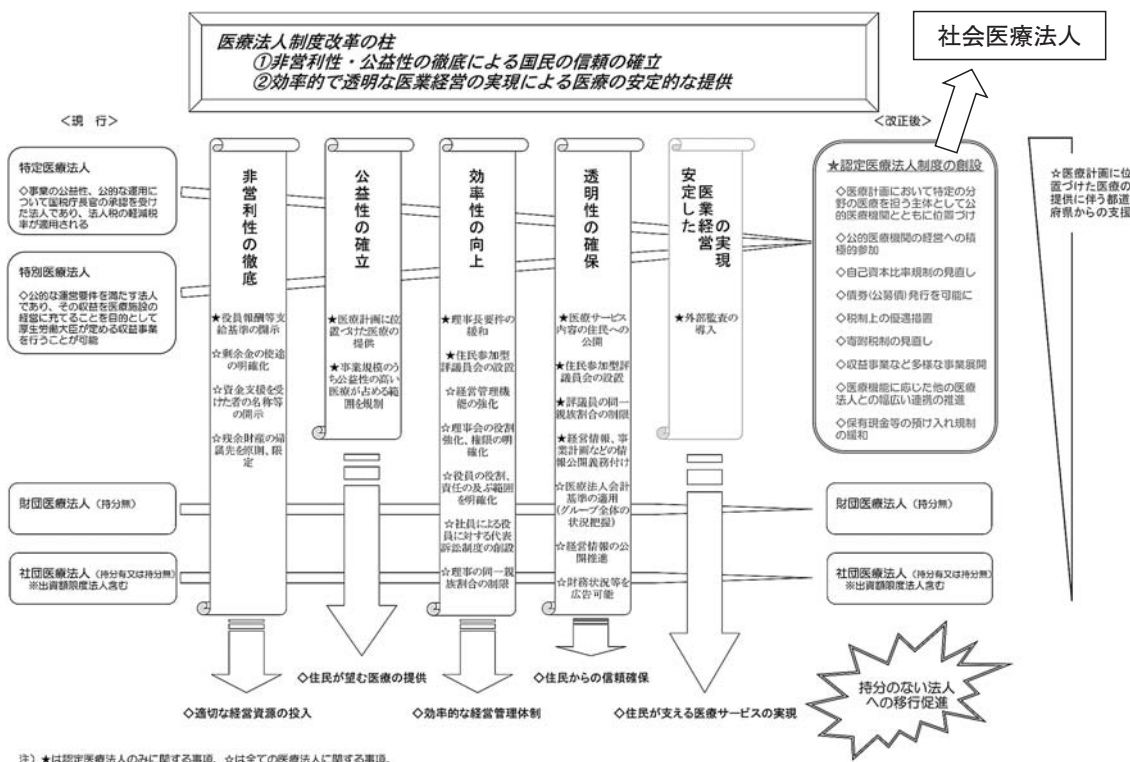 医療法人制度改革の柱
①非営利性・公益性の徹底による国民の信頼の確立
②効率的で透明な医業経営の実現による医療の安定的な提供
社会医療法人
<現 行>
<改正後>
特定医療法人
◇事業の公益性、公的な運用に
ついて国税庁長官の承認を受け
た法人であり、法人税の軽減税
率が適用される
特別医療法人
◇公的な運営要件を満たす法人
であり、その収益を医療施設の
経営に充てることを目的として
厚生労働大臣が定める収益事業
を行うことが可能
財団医療法人（持分無）
社団医療法人（持分有又は持分無）
※出資額限度法人含む
非営利性の徹底
★役員報酬等支
給基準の開示
☆剰余金の使途
の明確化
☆資金支援を受
けた者の名称等
の開示
☆残余財産の帰
属先を原則、限
定
公益性の確立
★医療計画に位
置づけた医療の
提供
★事業規模のう
ち公益性の高い
医療が占める範
囲を規制
効率性の向上
★理事長要件の
緩和
★住民参加型
評議員会の設置
☆経営管理機
能の強化
☆理事会の役割
強化、権限の明
確化
☆役員の役割、
責任の及ぶ範囲
を明確化
☆社員による役
員に対する代表
訴訟制度の創設
☆理事の同一親
族割合の制限
透明性の確保
★医療サービス
内容の住民への
公開
★住民参加型評
議員会の設置
★評議員の同一
親族割合の制限
★経営情報、事
業計画などの情
報公開義務付け
☆医療法人会計
基準の適用
(グループ全体の
状況把握)
☆経営情報の公
開推進
☆財務状況等を
広告可能
安定した
医業経営
の実現
★外部監査の
導入
★認定医療法人制度の創設
◇医療計画において特定の分
野の医療を担う主体として公
的医療機関とともに位置づけ
◇公的医療機関の経営への積
極的参加
◇自己資本比率規制の見直し
◇債券(公募債)発行を可能に
◇税制上の優遇措置
◇寄附税制の見直し
◇収益事業など多様な事業展開
◇医療機能に応じた他の医療
法人との幅広い連携の推進
◇保有現金等の預け入れ規制
の緩和
財団医療法人（持分無）
社団医療法人（持分有又は持分無）
※出資額限度法人含む
☆医療計画に位
置づけた医療の
提供に伴う都道
府県からの支援
◇適切な経営資源の投入
◇住民が望む医療の提供
◇効率的な経営管理体制
◇住民からの信頼確保
◇住民が支える医療サービスの実現
持分のない法人
への移行促進
注）★は認定医療法人のみに関する事項、☆は全ての医療法人に関する事項。